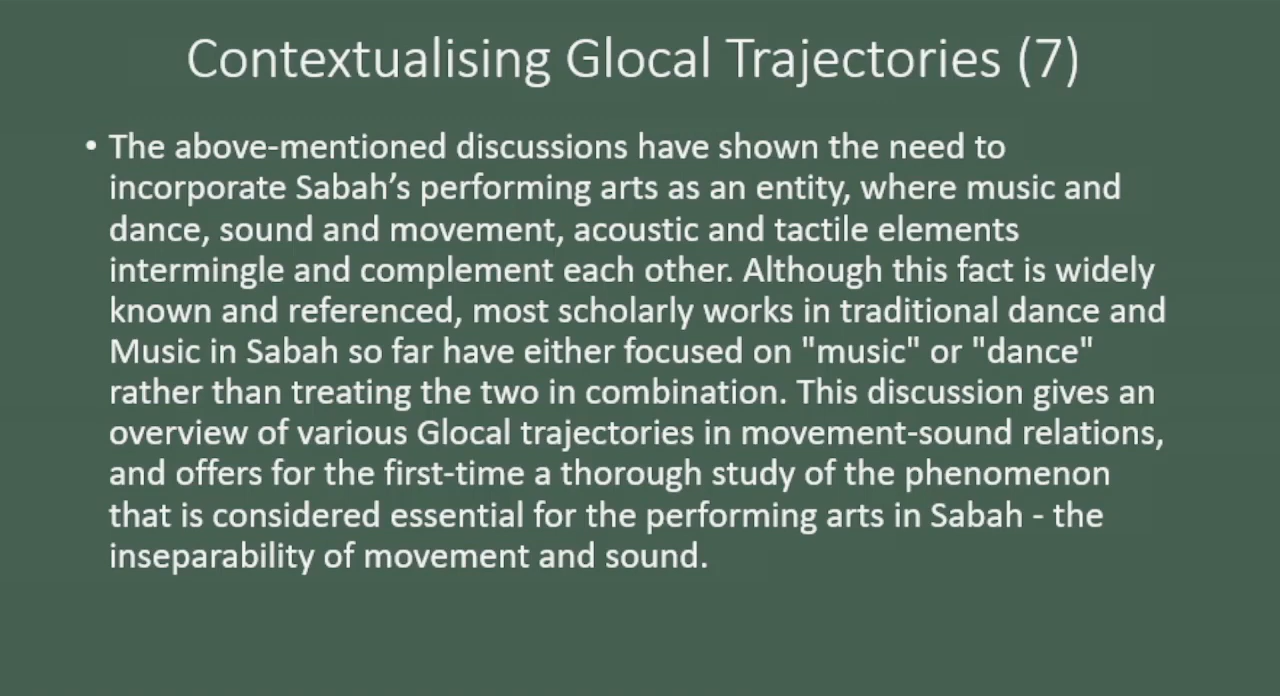 Contextualising Glocal Trajectories (7)
• The above-mentioned discussions have shown the need to
incorporate Sabah’s performing arts as an entity, where music and
dance, sound and movement, acoustic and tactile elements
intermingle and complement each other. Although this fact is widely
known and referenced, most scholarly works in traditional dance and
Music in Sabah so far have either focused on "music" or "dance"
rather than treating the two in combination. This discussion gives an
overview of various Glocal trajectories in movement-sound relations,
and offers for the first-time a thorough study of the phenomenon
that is considered essential for the performing arts in Sabah - the
inseparability of movement and sound.